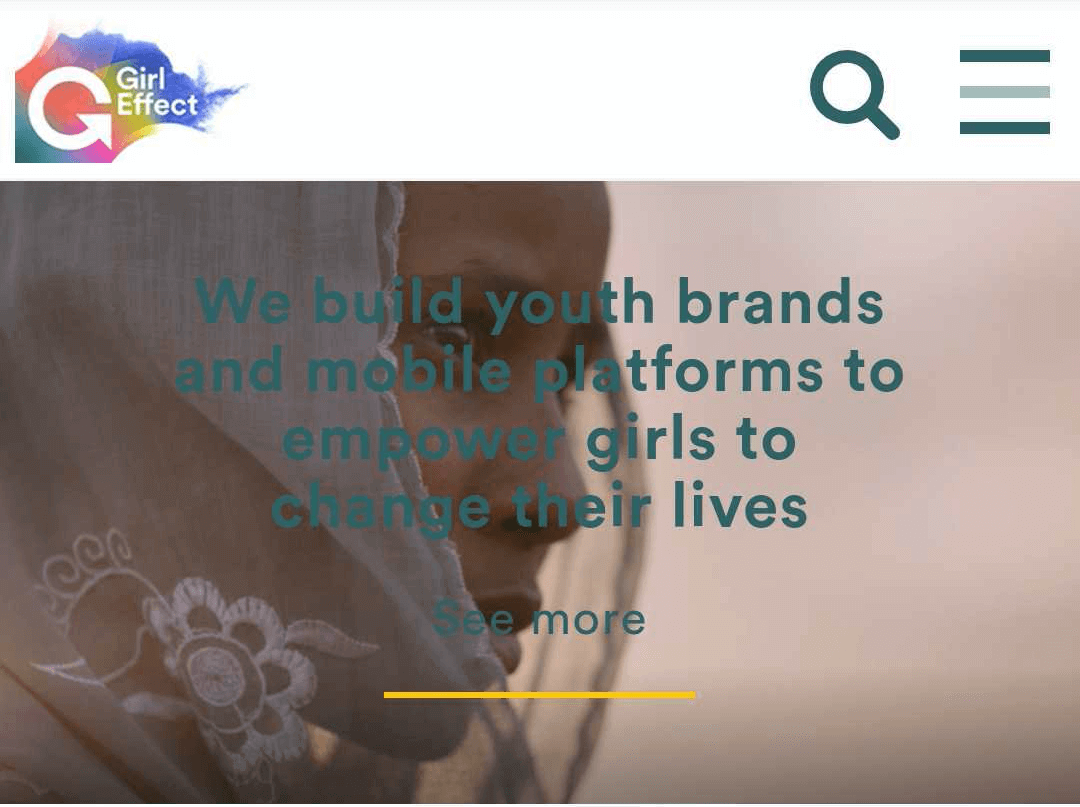 Girl
Effect
We build youth brands
and mobile platforms to
empower girls to
change their lives
See more